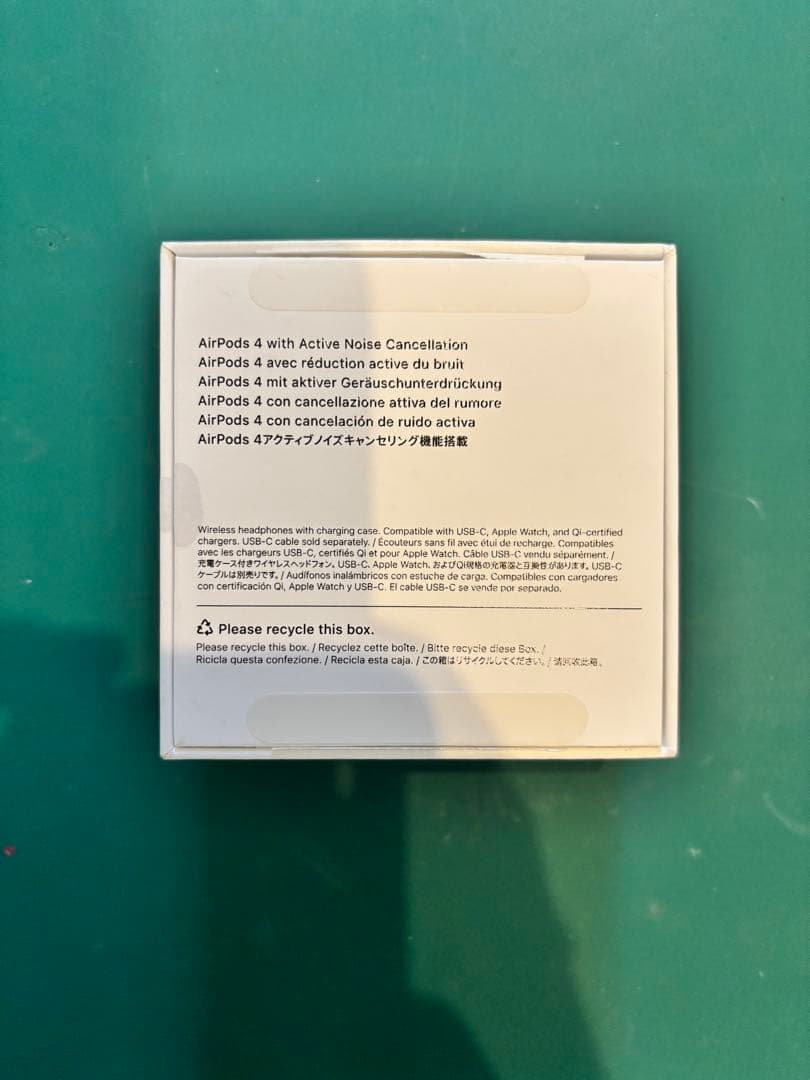 AirPods 4 with Active Noise Cancellation
AirPods 4 avec réduction active du bruit
AirPods 4 mit aktiver Geräuschunterdrückung
AirPods 4 con cancellazione attiva del rumore
AirPods 4 con cancelación de ruido activa
AirPods 4アクティブノイズキャンセリング機能搭載
Wireless headphones with charging case. Compatible with USB-C, Apple Watch, and Qi-certified
chargers. USB-C cable sold separately. / Écouteurs sans fil avec étui de recharge. Compatibles
avec les chargeurs USB-C, certifiés Qi et pour Apple Watch. Câble USB-C vendu séparément. /
充電ケース付きワイヤレスヘッドフォン。USB-C、Apple Watch、およびQi規格の充電器と互換性があります。USB-C
ケーブルは別売りです。/ Audífonos inalámbricos con estuche de carga. Compatibles con cargadores
con certificación Qi, Apple Watch y USB-C. El cable USB-C se vende por separado.
Please recycle this box.
Please recycle this box. / Recyclez cette boîte. / Bitte recycle diese Box. /
Ricicla questa confezione. / Recicla esta caja. / この箱はリサイクルしてください。/ 请回收此箱。